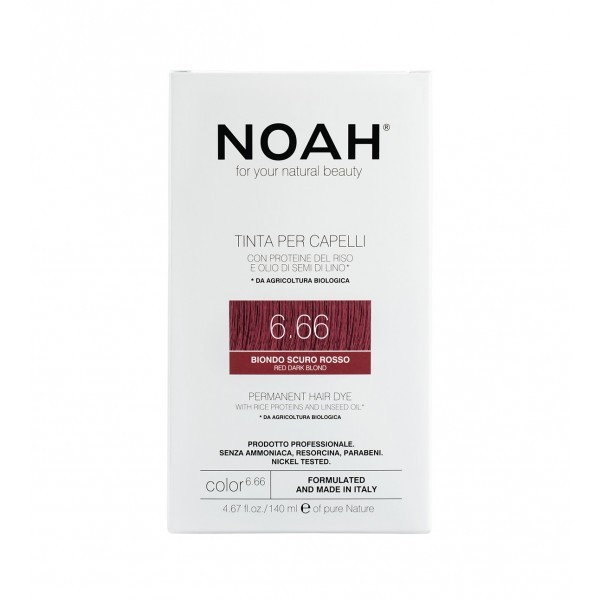 NOAH®
for your natural beauty
TINTA PER CAPELLI
CON PROTEINE DEL RISO
E OLIO DI SEMI DI LINO*
* DA AGRICOLTURA BIOLOGICA
6.66
BIONDO SCURO ROSSO
RED DARK BLOND
PERMANENT HAIR DYE
WITH RICE PROTEINS AND LINSEED OIL*
* DA AGRICOLTURA BIOLOGICA
PRODOTTO PROFESSIONALE.
SENZA AMMONIACA, RESORCINA, PARABENI.
NICKEL TESTED.
color 6.66
FORMULATED
AND MADE IN ITALY
4.67 fl.oz./140 ml ℮ of pure Nature